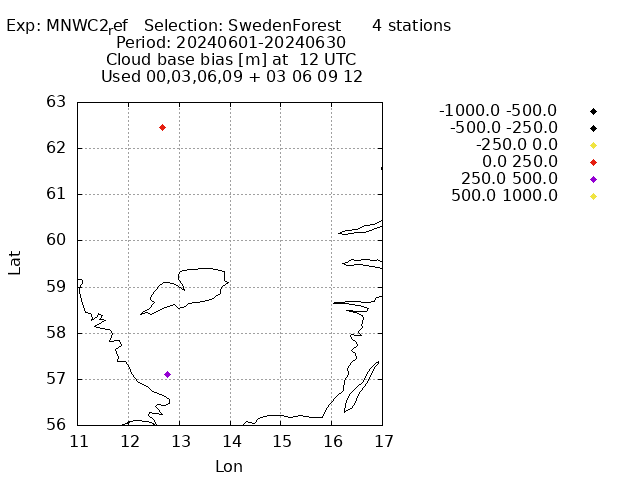 Exp: MNWC2ref   Selection: SwedenForest      4 stations
Period: 20240601-20240630
Cloud base bias [m] at  12 UTC
Used 00,03,06,09 + 03 06 09 12
-1000.0 -500.0
-500.0 -250.0
-250.0 0.0
0.0 250.0
250.0 500.0
500.0 1000.0
63
62
61
60
59
58
57
56
Lat
11 12 13 14 15 16 17
Lon